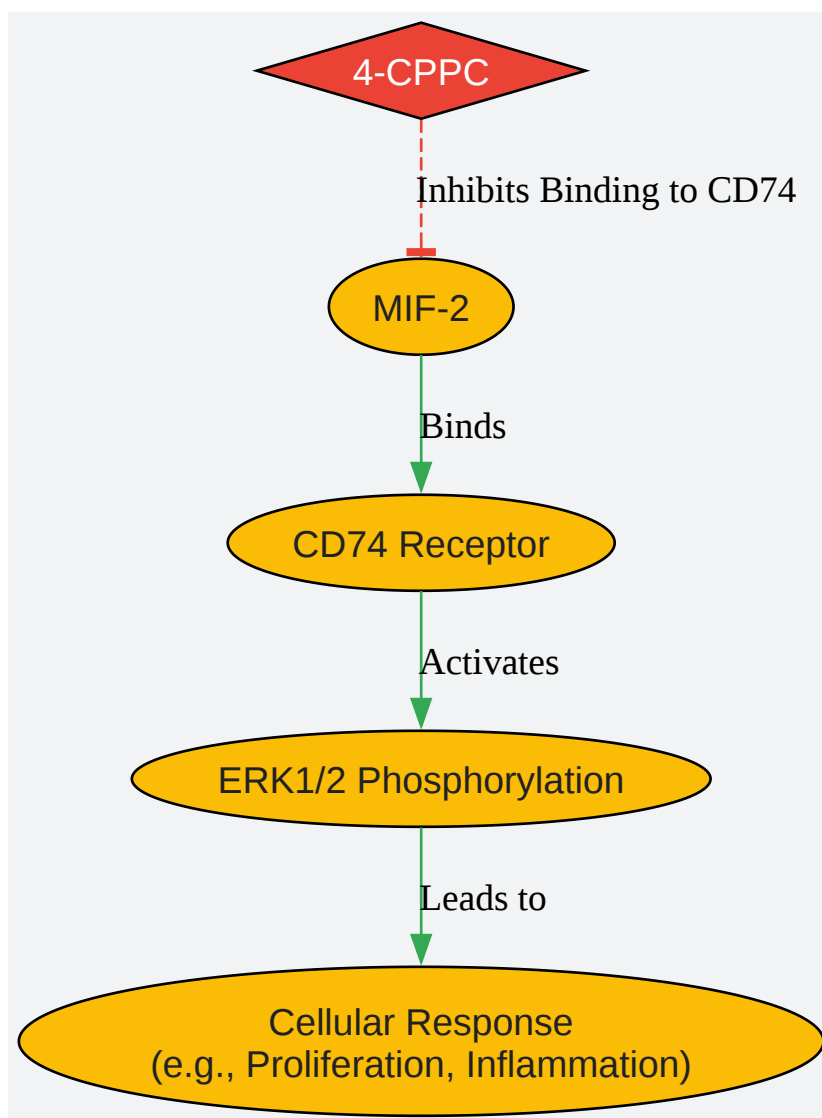 4-CPPC
Inhibits Binding to CD74
MIF-2
Binds
CD74 Receptor
Activates
ERK1/2 Phosphorylation
Leads to
Cellular Response
(e.g., Proliferation, Inflammation)